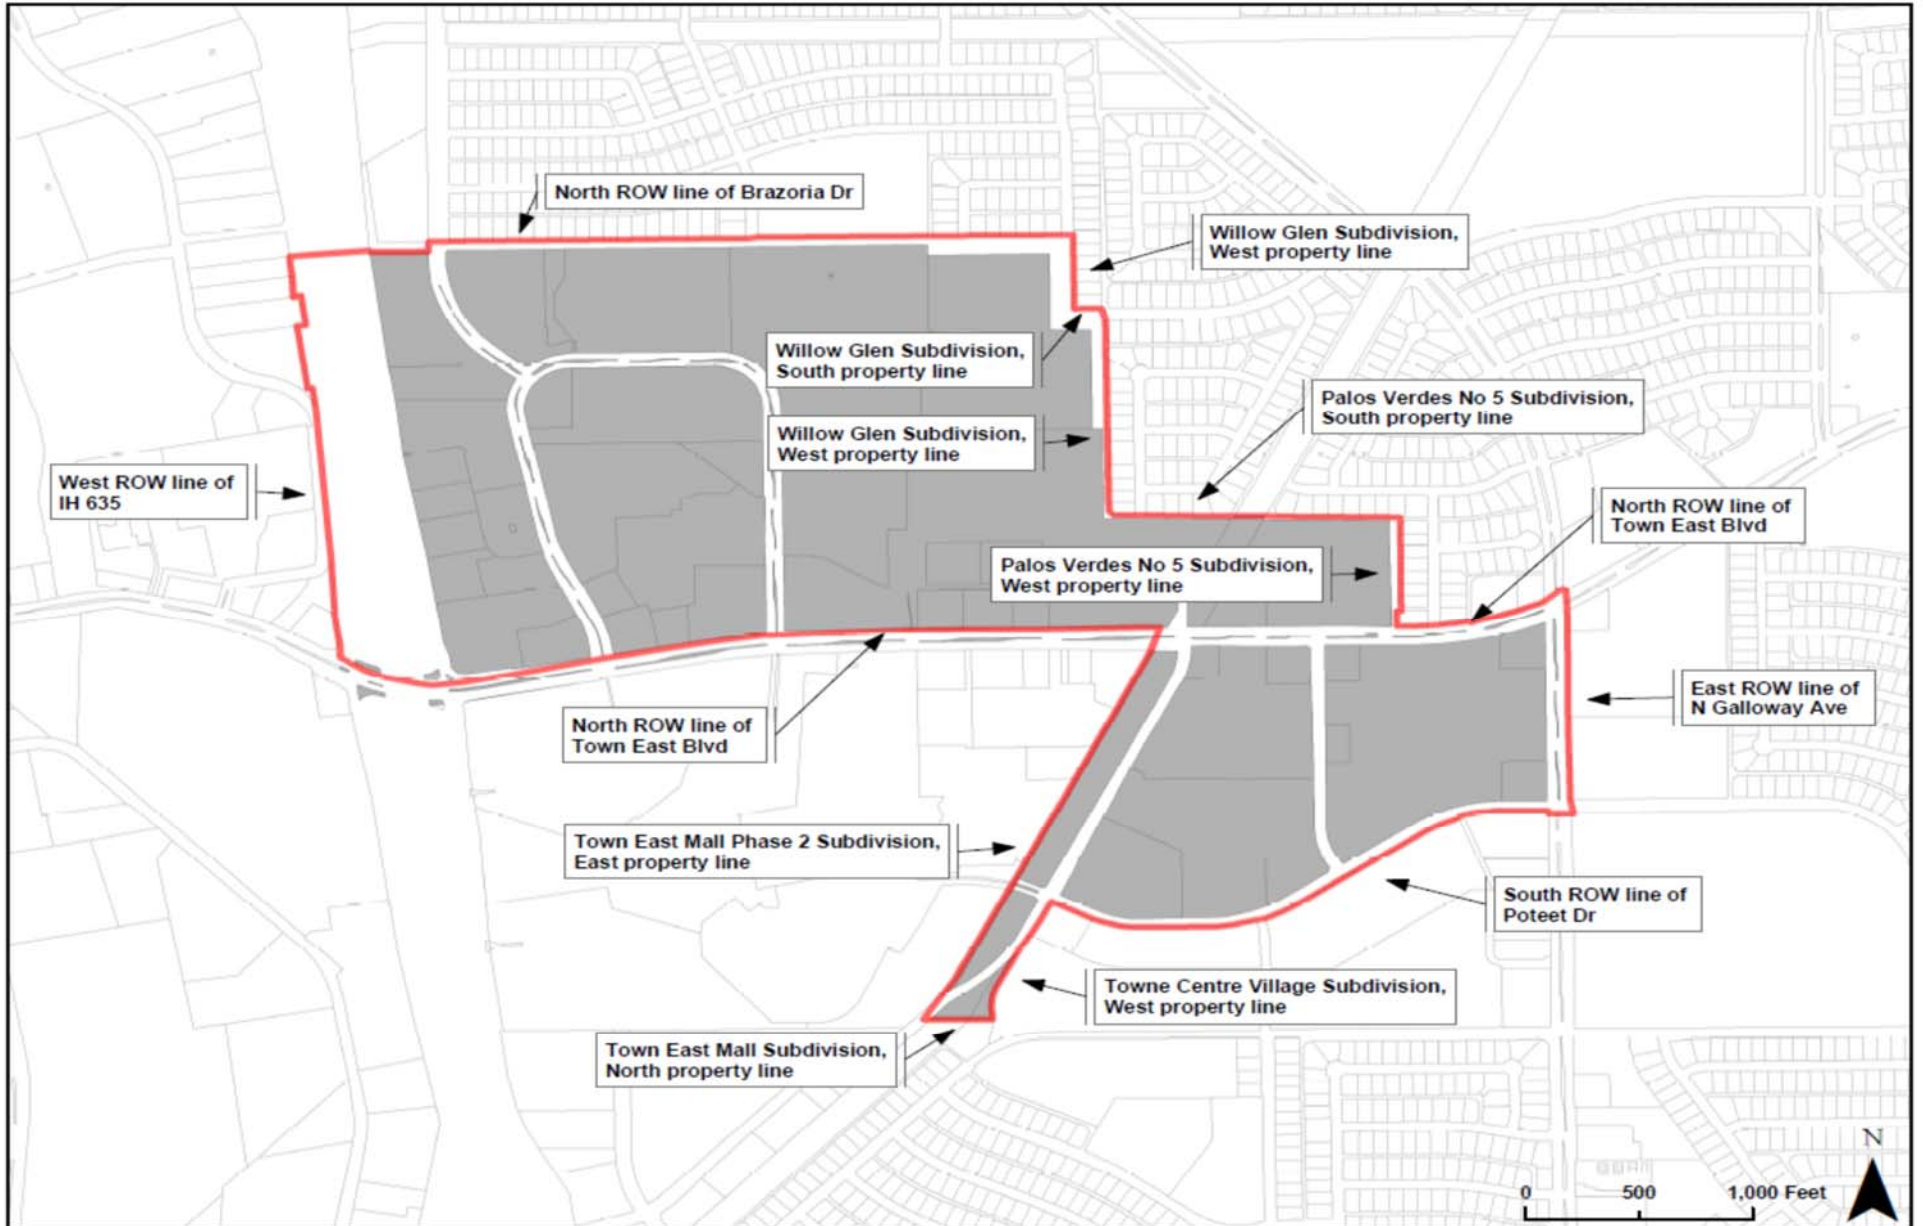 North ROW line of Brazoria Dr
Willow Glen Subdivision,
West property line
Willow Glen Subdivision,
South property line
Palos Verdes No 5 Subdivision,
South property line
Willow Glen Subdivision,
West property line
West ROW line of
IH 635
North ROW line of
Town East Blvd
Palos Verdes No 5 Subdivision,
West property line
East ROW line of
N Galloway Ave
North ROW line of
Town East Blvd
Town East Mall Phase 2 Subdivision,
East property line
South ROW line of
Poteet Dr
Towne Centre Village Subdivision,
West property line
Town East Mall Subdivision,
North property line
N
0 500 1,000 Feet